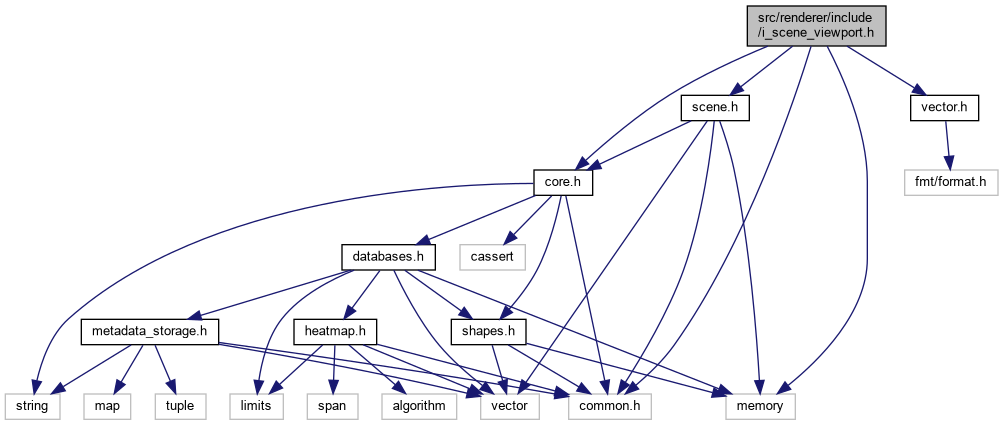 src/renderer/include
/i_scene_viewport.h
scene.h
vector.h
core.h
fmt/format.h
databases.h
cassert
metadata_storage.h
heatmap.h
shapes.h
string
map
tuple
limits
span
algorithm
vector
common.h
memory